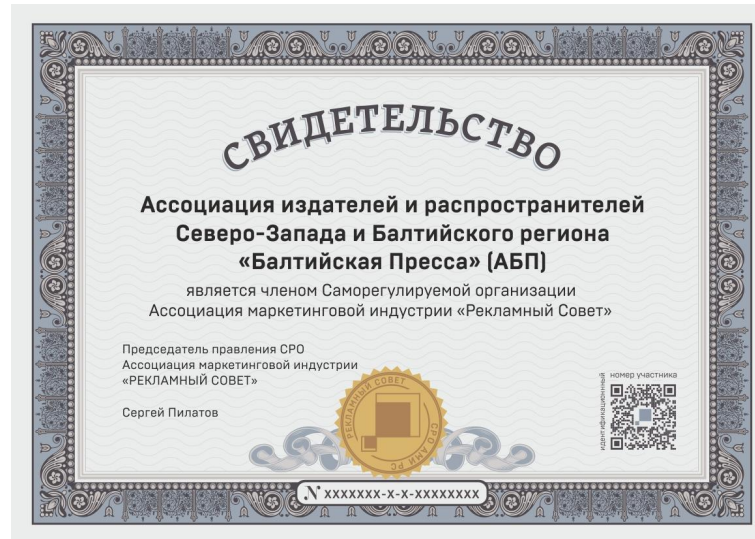 СВИДЕТЕЛЬСТВО
Ассоциация издателей и распространителей
Северо-Запада и Балтийского региона
«Балтийская Пресса» (АБП)
является членом Саморегулируемой организации
Ассоциация маркетинговой индустрии «Рекламный Совет»
Председатель правления СРО
Ассоциация маркетинговой индустрии
«РЕКЛАМНЫЙ СОВЕТ»
Сергей Пилатов
РЕКЛАМНЫЙ СОВЕТ
СРО АМИ РС
идентификационный номер участника
№ XXXXXXX-X-X-XXXXXXXX